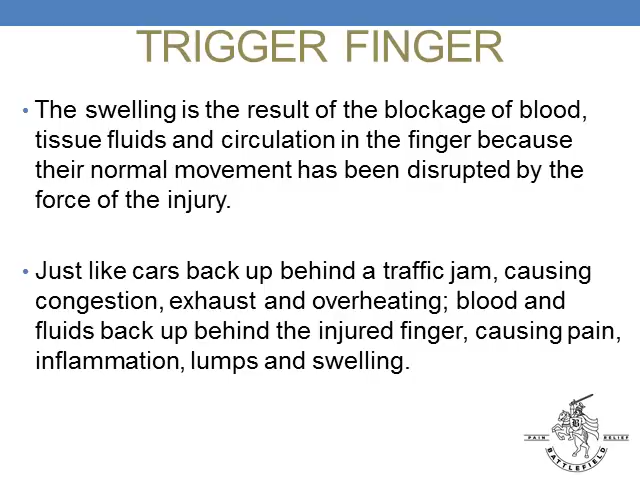 TRIGGER FINGER
• The swelling is the result of the blockage of blood,
tissue fluids and circulation in the finger because
their normal movement has been disrupted by the
force of the injury.
• Just like cars back up behind a traffic jam, causing
congestion, exhaust and overheating; blood and
fluids back up behind the injured finger, causing pain,
inflammation, lumps and swelling.
B
PAIN RELIEF
BATTLEFIELD